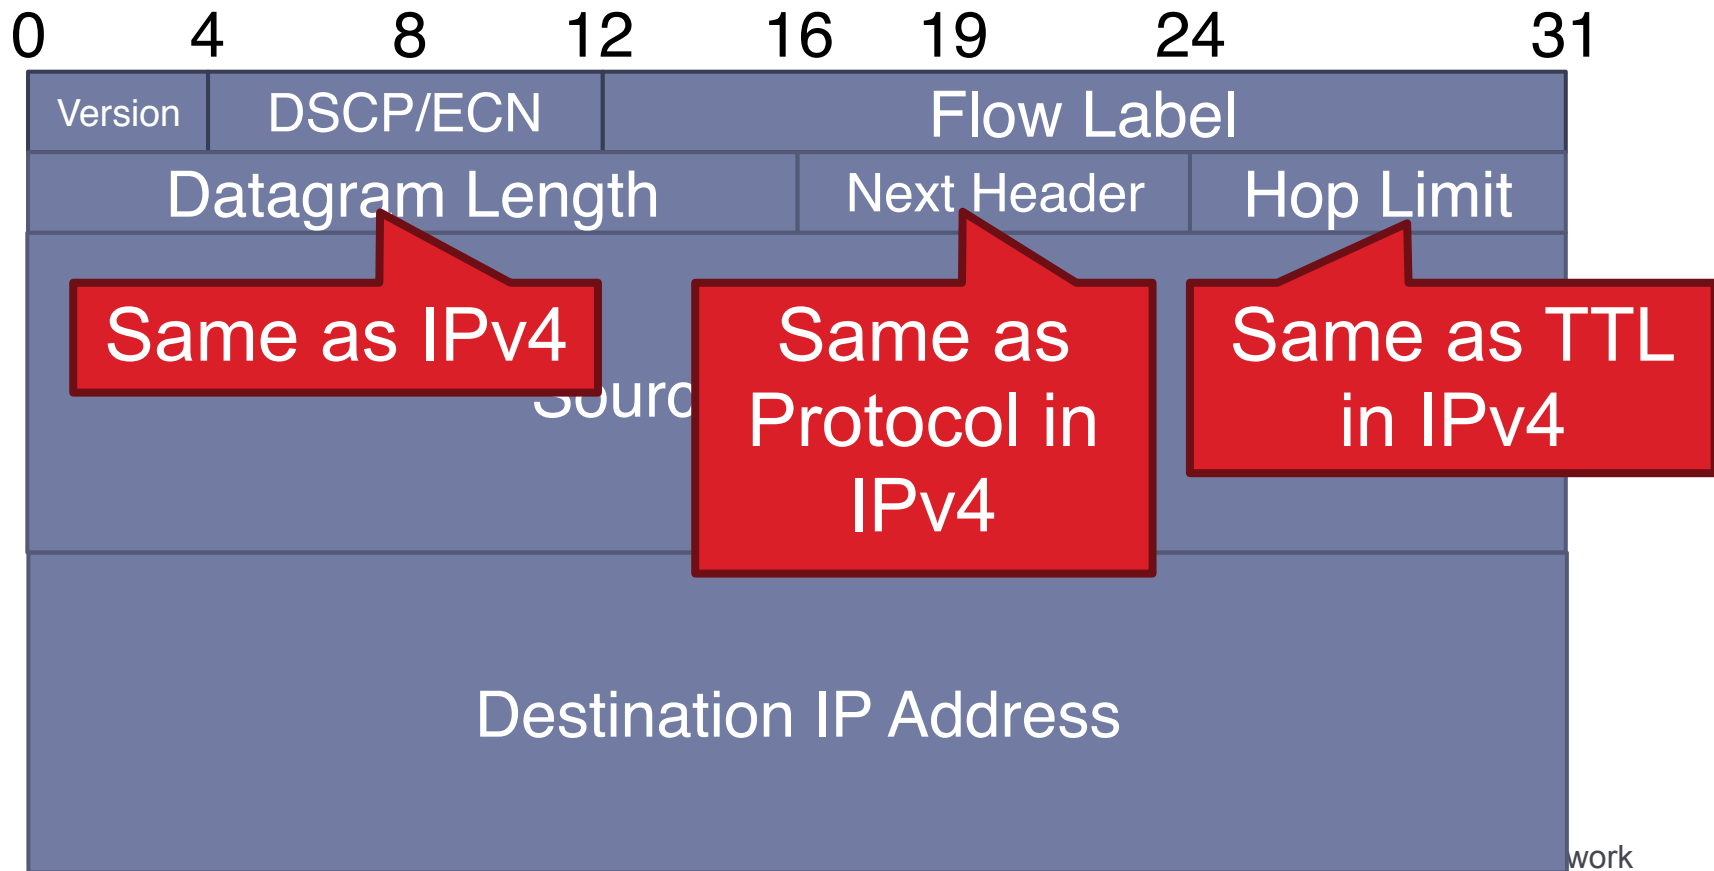 0 4 8 12 16 19 24 31
Version DSCP/ECN Flow Label
Datagram Length Next Header Hop Limit
Same as IPv4
Same as
Protocol in
IPv4
Same as TTL
in IPv4
Destination IP Address
work